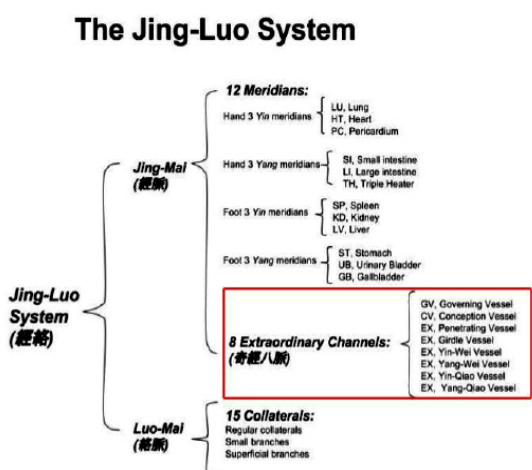 The Jing-Luo System
12 Meridians:
Hand 3 Yin meridians
LU, Lung
HT, Heart
PC, Pericardium
Jing-Mai
(經脈)
Hand 3 Yang meridians
SI, Small intestine
LI, Large intestine
TH, Triple Heater
Foot 3 Yin meridians
SP, Spleen
KD, Kidney
LV, Liver
Foot 3 Yang meridians
ST, Stomach
UB, Urinary Bladder
GB, Gallbladder
Jing-Luo
System
(經絡)
8 Extraordinary Channels:
(奇經八脈)
GV, Governing Vessel
CV, Conception Vessel
EX, Penetrating Vessel
EX, Girdle Vessel
EX, Yin-Wei Vessel
EX, Yang-Wei Vessel
EX, Yin-Qiao Vessel
EX, Yang-Qiao Vessel
Luo-Mai
(絡脈)
15 Collaterals:
Regular collaterals
Small branches
Superficial branches